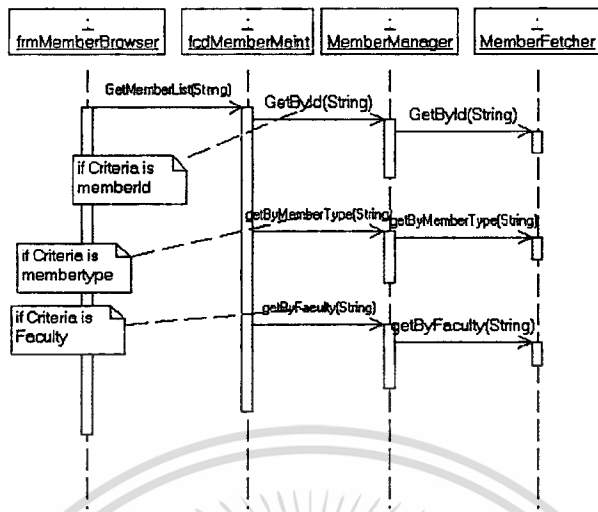 :
frmMemberBrowser
:
fcdMemberMaint
:
MemberManager
:
MemberFetcher
GetMemberList(String)
GetById(String)
GetById(String)
if Criteria is
memberId
getByMemberType(String)
getByMemberType(String)
if Criteria is
membertype
getByFaculty(String)
getByFaculty(String)
if Criteria is
Faculty